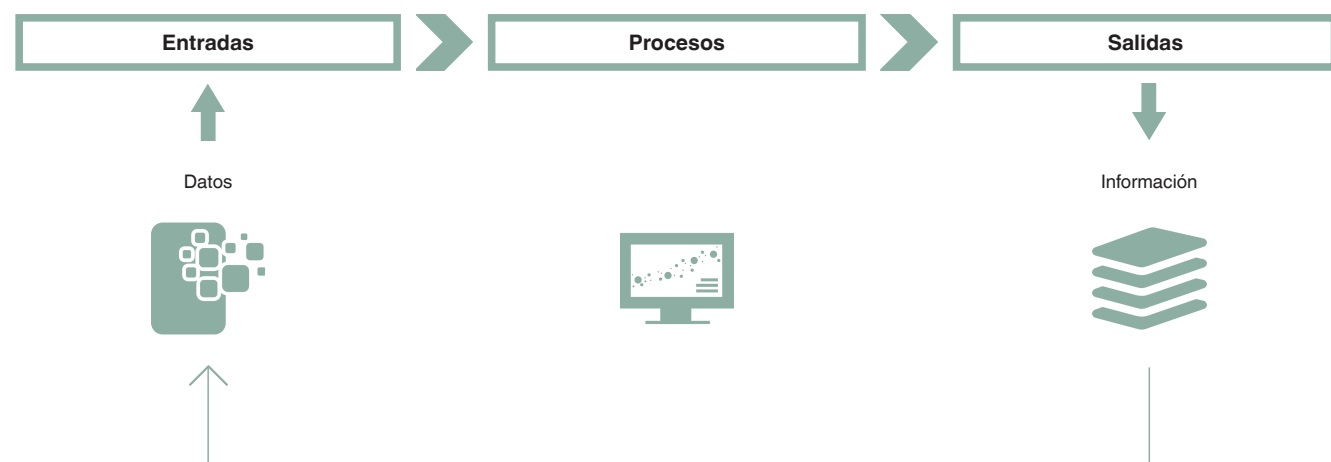 Entradas
Procesos
Salidas
Datos
Información